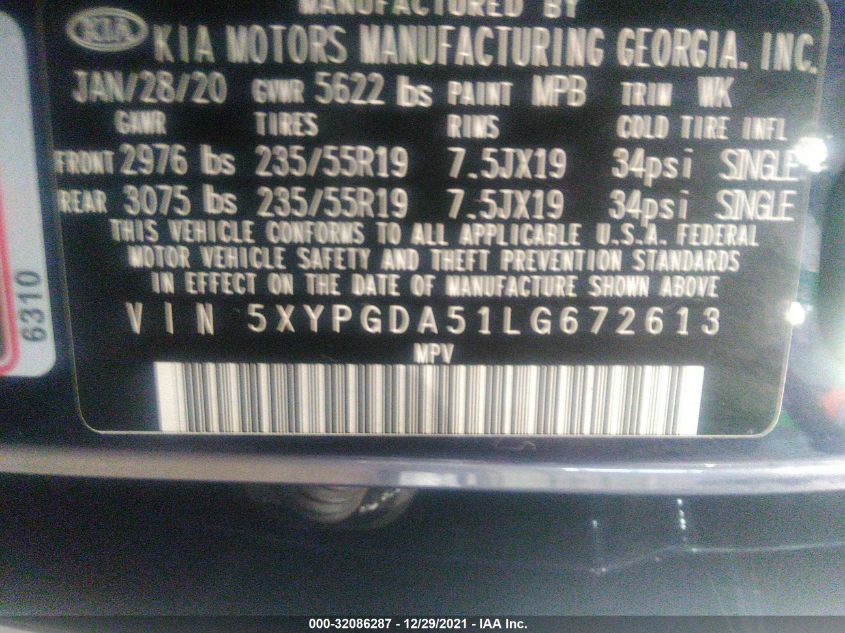 MANUFACTURED BY
KIA KIA MOTORS MANUFACTURING GEORGIA, INC.
JAN/28/20 GVWR 5622 lbs PAINT MPB TRIM WK
GAWR TIRES RIMS COLD TIRE INFL
FRONT 2976 lbs 235/55R19 7.5JX19 34psi SINGLE
REAR 3075 lbs 235/55R19 7.5JX19 34psi SINGLE
THIS VEHICLE CONFORMS TO ALL APPLICABLE U.S.A. FEDERAL
MOTOR VEHICLE SAFETY AND THEFT PREVENTION STANDARDS
IN EFFECT ON THE DATE OF MANUFACTURE SHOWN ABOVE
VIN 5XYPGDA51LG672613
MPV
6310
000-32086287 - 12/29/2021 - IAA Inc.